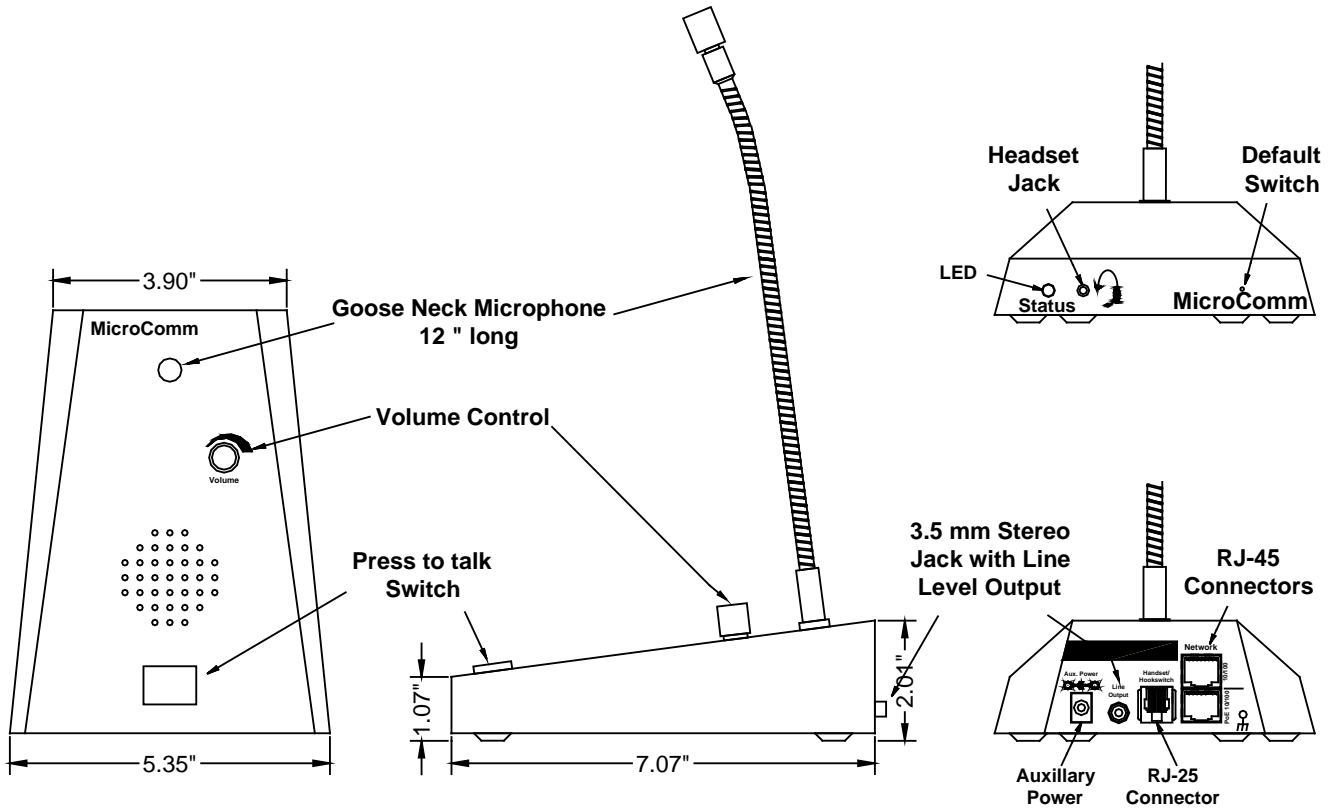 3.90"
MicroComm
Volume
5.35"
Goose Neck Microphone
12 " long
Volume Control
Press to talk
Switch
1.07"
7.07"
2.01"
Headset
Jack
Default
Switch
LED
Status
MicroComm
3.5 mm Stereo
Jack with Line
Level Output
RJ-45
Connectors
Network
10/100
Aux. Power
Line
Output
Handset/
Hookswitch
PoE 10/100
Auxillary
Power
RJ-25
Connector